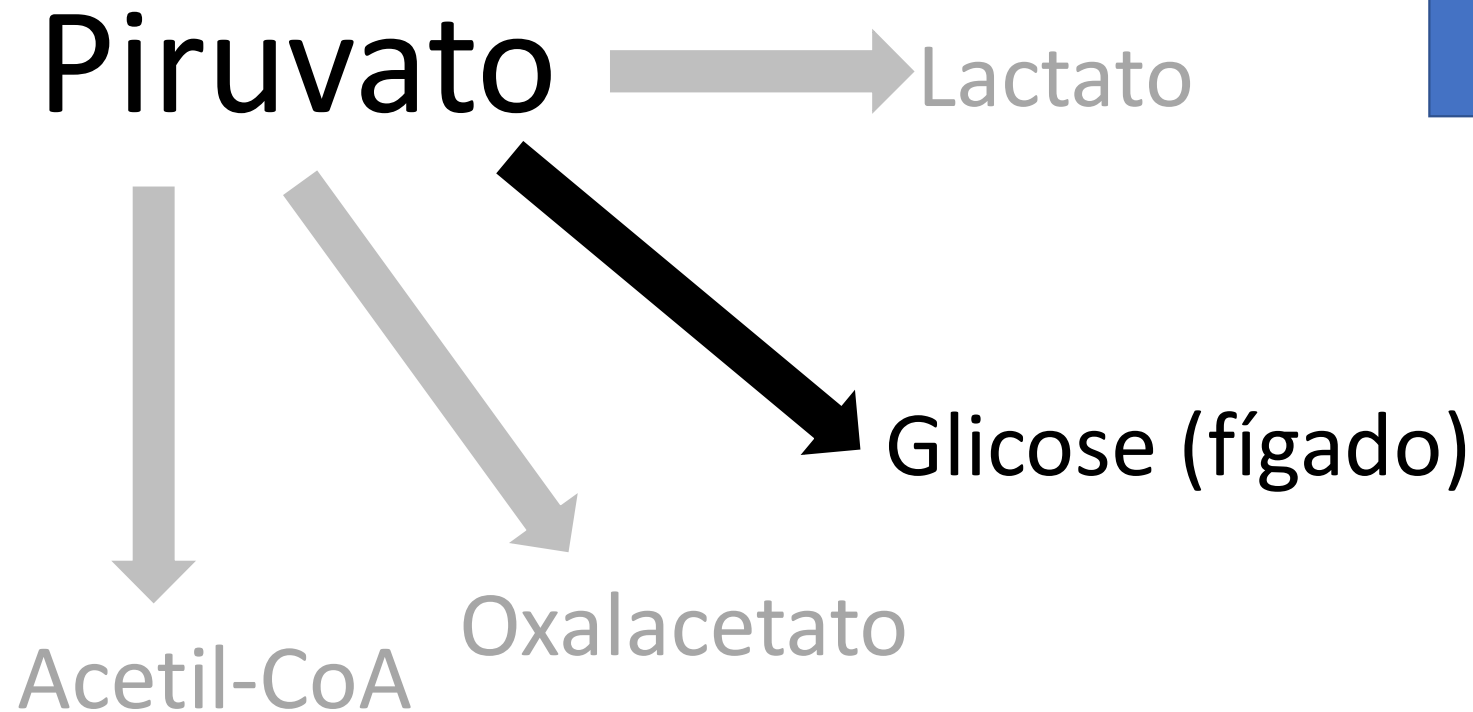 Piruvato
Lactato
Glicose (fígado)
Oxalacetato
Acetil-CoA